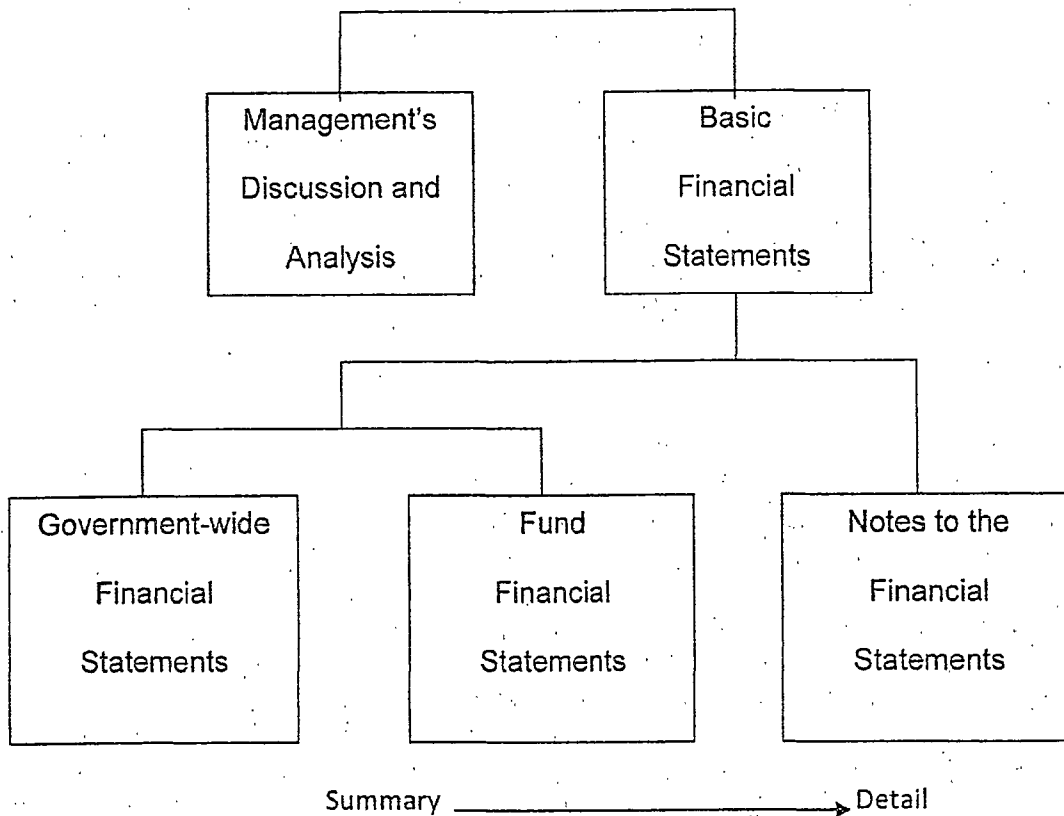 Management's
Discussion and
Analysis
Basic
Financial
Statements
Government-wide
Financial
Statements
Fund
Financial
Statements
Notes to the
Financial
Statements
Summary Detail